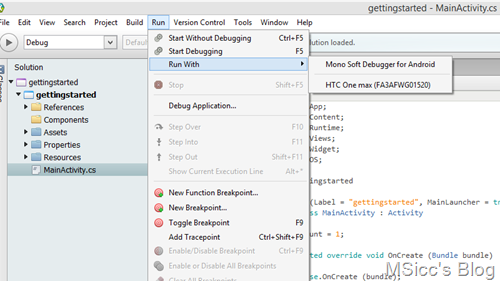 gettingstarted - MainActivity.cs
Project Build Run Version Control Tools Window Help
Debug
olution loaded.
Solution
gettingstarted
gettingstarted
References
Components
Assets
Properties
Resources
MainActivity.cs
Start Without Debugging Ctrl+F5
Start Debugging F5
Run With
Stop Shift+F5
Debug Application...
Step Over F10
Step Into F11
Step Out Shift+F11
Show Current Execution Line Alt+*
New Function Breakpoint...
New Breakpoint...
Toggle Breakpoint F9
Add Tracepoint Ctrl+Shift+F9
Enable/Disable Breakpoint Ctrl+F9
Enable or Disable All Breakpoints
Clear All Breakpoints
Mono Soft Debugger for Android
HTC One max (FA3AFWG01520)
App;
Content;
Runtime;
Views;
Widget;
OS;
ingstarted
(Label = "gettingstarted", MainLauncher = tr
ss MainActivity : Activity
unt = 1;
ted override void OnCreate (Bundle bundle)
se.OnCreate (bundle);
MSicc's Blog